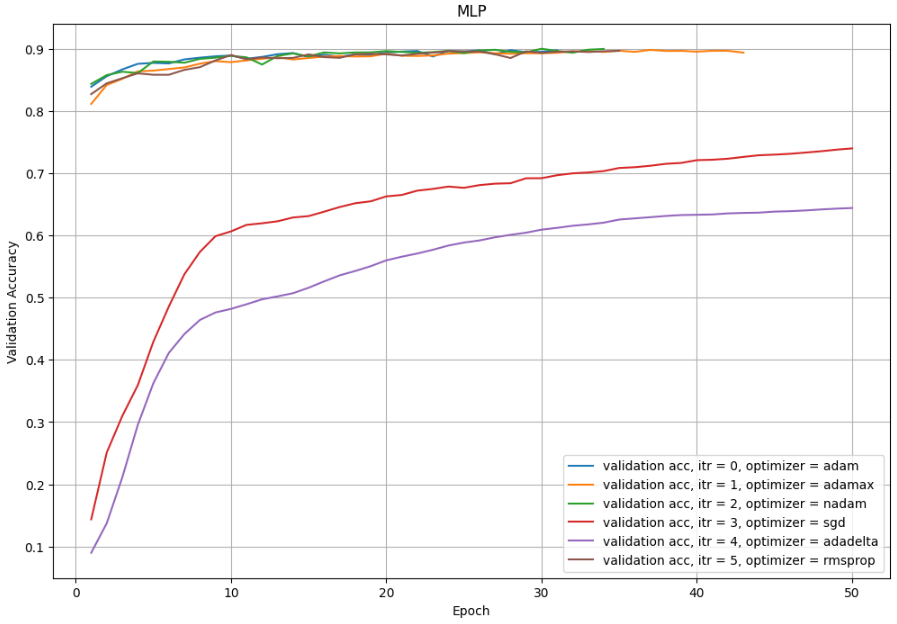 MLP
Validation Accuracy
0.9
0.8
0.7
0.6
0.5
0.4
0.3
0.2
0.1
validation acc, itr = 0, optimizer = adam
validation acc, itr = 1, optimizer = adamax
validation acc, itr = 2, optimizer = nadam
validation acc, itr = 3, optimizer = sgd
validation acc, itr = 4, optimizer = adadelta
validation acc, itr = 5, optimizer = rmsprop
0 10 20 30 40 50
Epoch